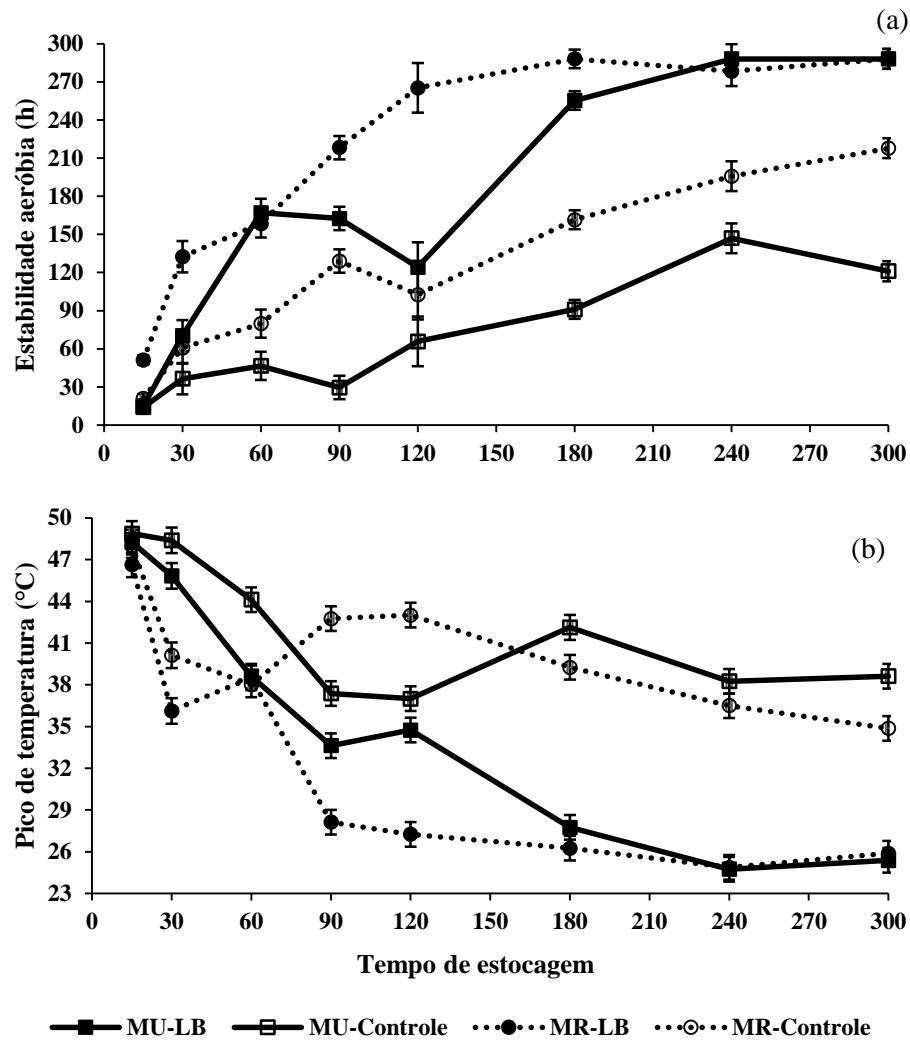 (a)
Estabilidade aeróbia (h)
300
270
240
210
180
150
120
90
60
30
0
0 30 60 90 120 150 180 210 240 270 300
(b)
Pico de temperatura (°C)
50
47
44
41
38
35
32
29
26
23
0 30 60 90 120 150 180 210 240 270 300
Tempo de estocagem
MU-LB MU-Controle MR-LB MR-Controle